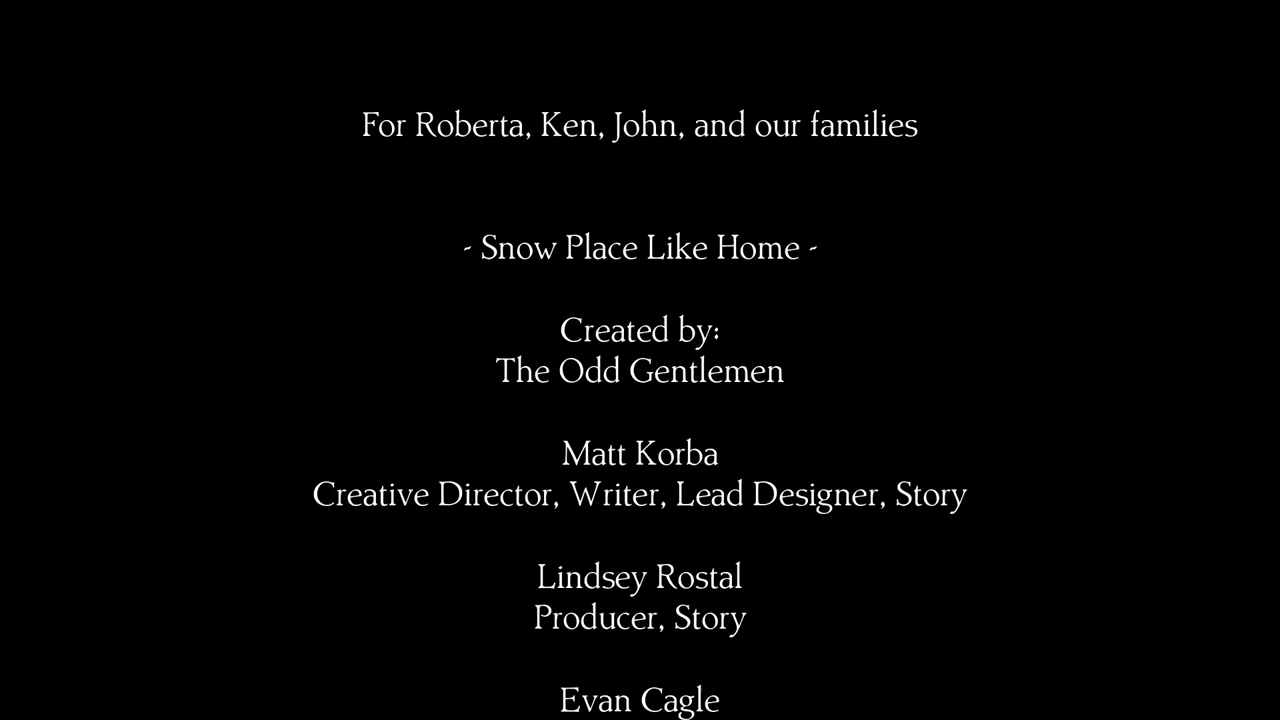 For Roberta, Ken, John, and our families
- Snow Place Like Home -
Created by:
The Odd Gentlemen
Matt Korba
Creative Director, Writer, Lead Designer, Story
Lindsey Rostal
Producer, Story
Evan Cagle